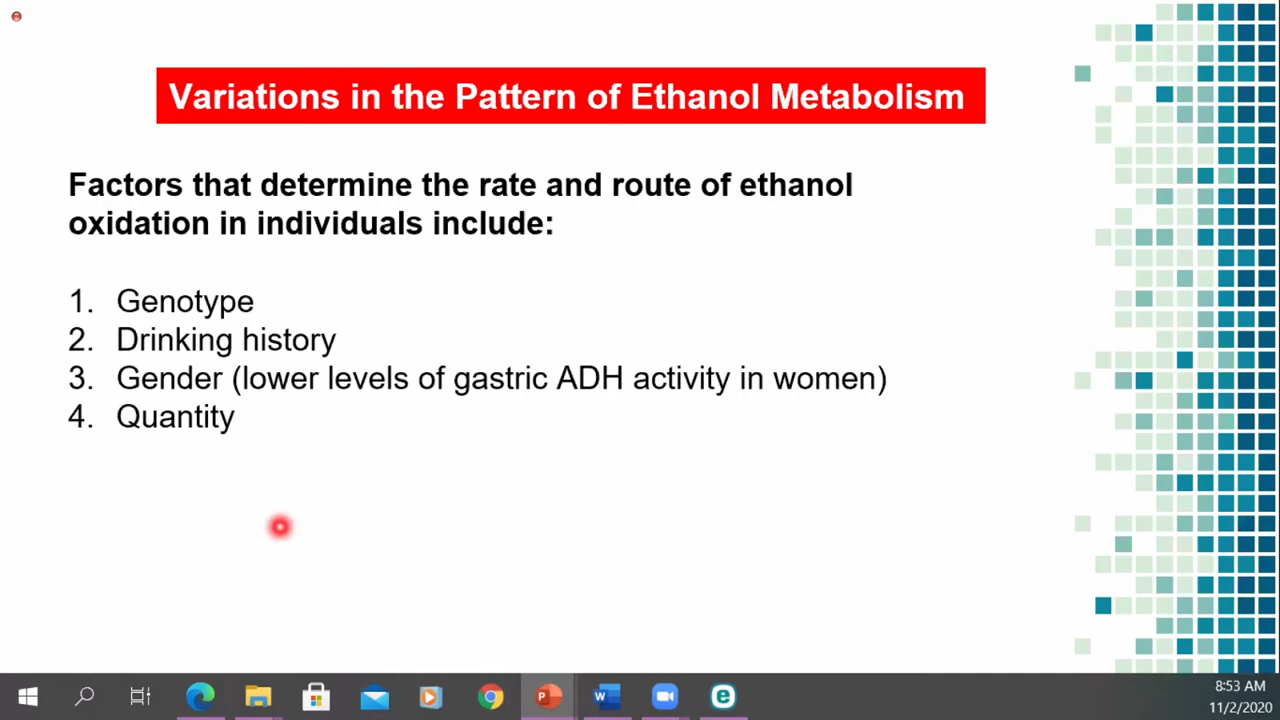 Variations in the Pattern of Ethanol Metabolism
Factors that determine the rate and route of ethanol
oxidation in individuals include:
1. Genotype
2. Drinking history
3. Gender (lower levels of gastric ADH activity in women)
4. Quantity
8:53 AM
11/2/2020